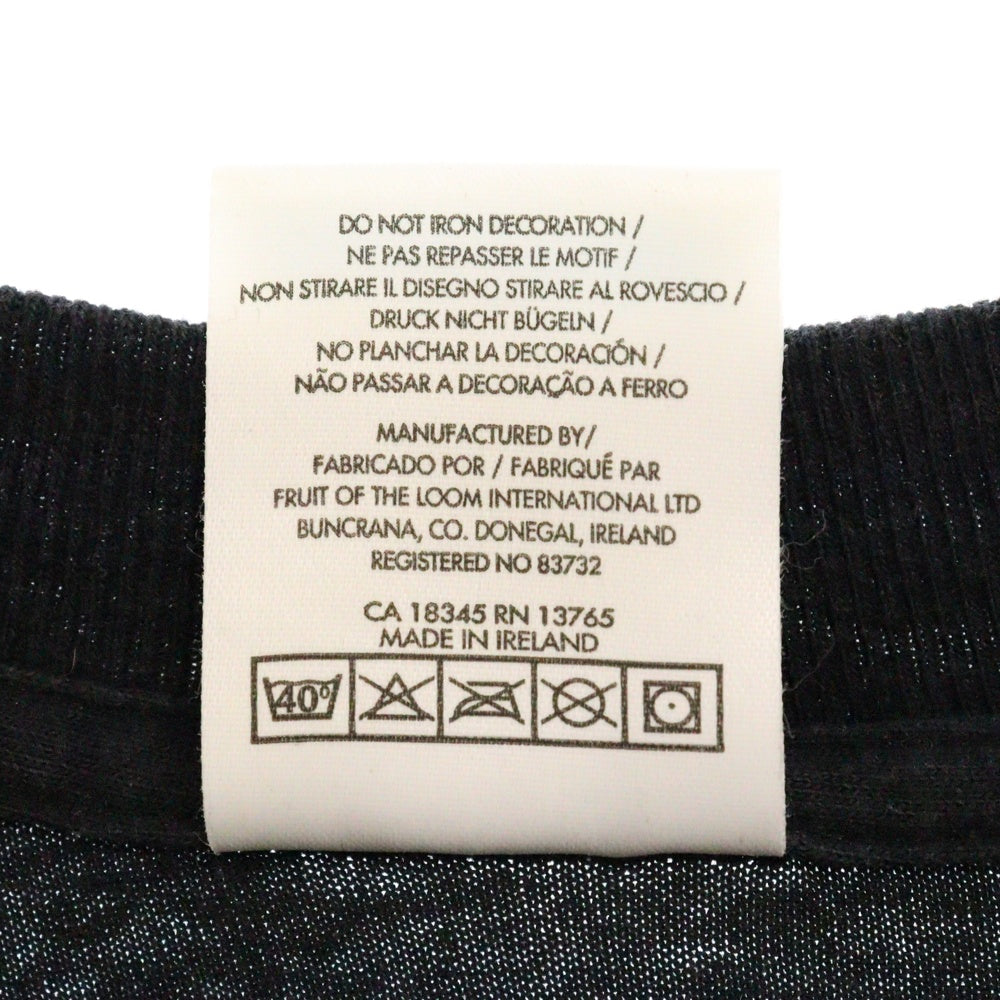 DO NOT IRON DECORATION /
NE PAS REPASSER LE MOTIF /
NON STIRARE IL DISEGNO STIRARE AL ROVESCIO /
DRUCK NICHT BÜGELN /
NO PLANCHAR LA DECORACIÓN /
NÃO PASSAR A DECORAÇÃO A FERRO
MANUFACTURED BY/
FABRICADO POR / FABRIQUÉ PAR
FRUIT OF THE LOOM INTERNATIONAL LTD
BUNCRANA, CO. DONEGAL, IRELAND
REGISTERED NO 83732
CA 18345 RN 13765
MADE IN IRELAND
40°